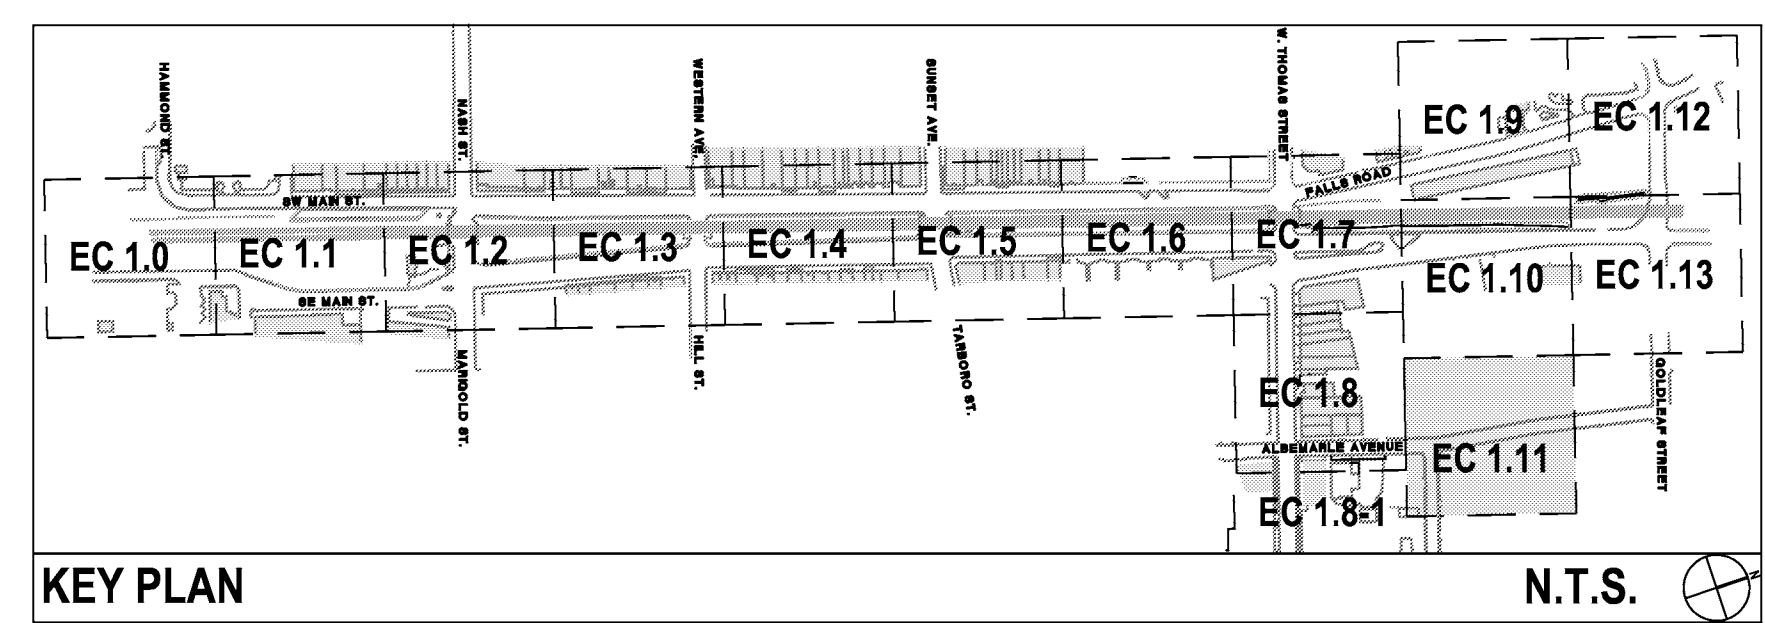 HAMMOND ST.
NASH ST.
WESTERN AVE.
SUNSET AVE.
W. THOMAS STREET
EC 1.9
EC 1.12
FALLS ROAD
SW MAIN ST.
EC 1.0
EC 1.1
EC 1.2
EC 1.3
EC 1.4
EC 1.5
EC 1.6
EC 1.7
EC 1.10
EC 1.13
SE MAIN ST.
MARIGOLD ST.
HILL ST.
TARBORO ST.
EC 1.8
GOLDLEAF STREET
ALBEMARLE AVENUE
EC 1.11
EC 1.8-1
KEY PLAN
N.T.S.
N